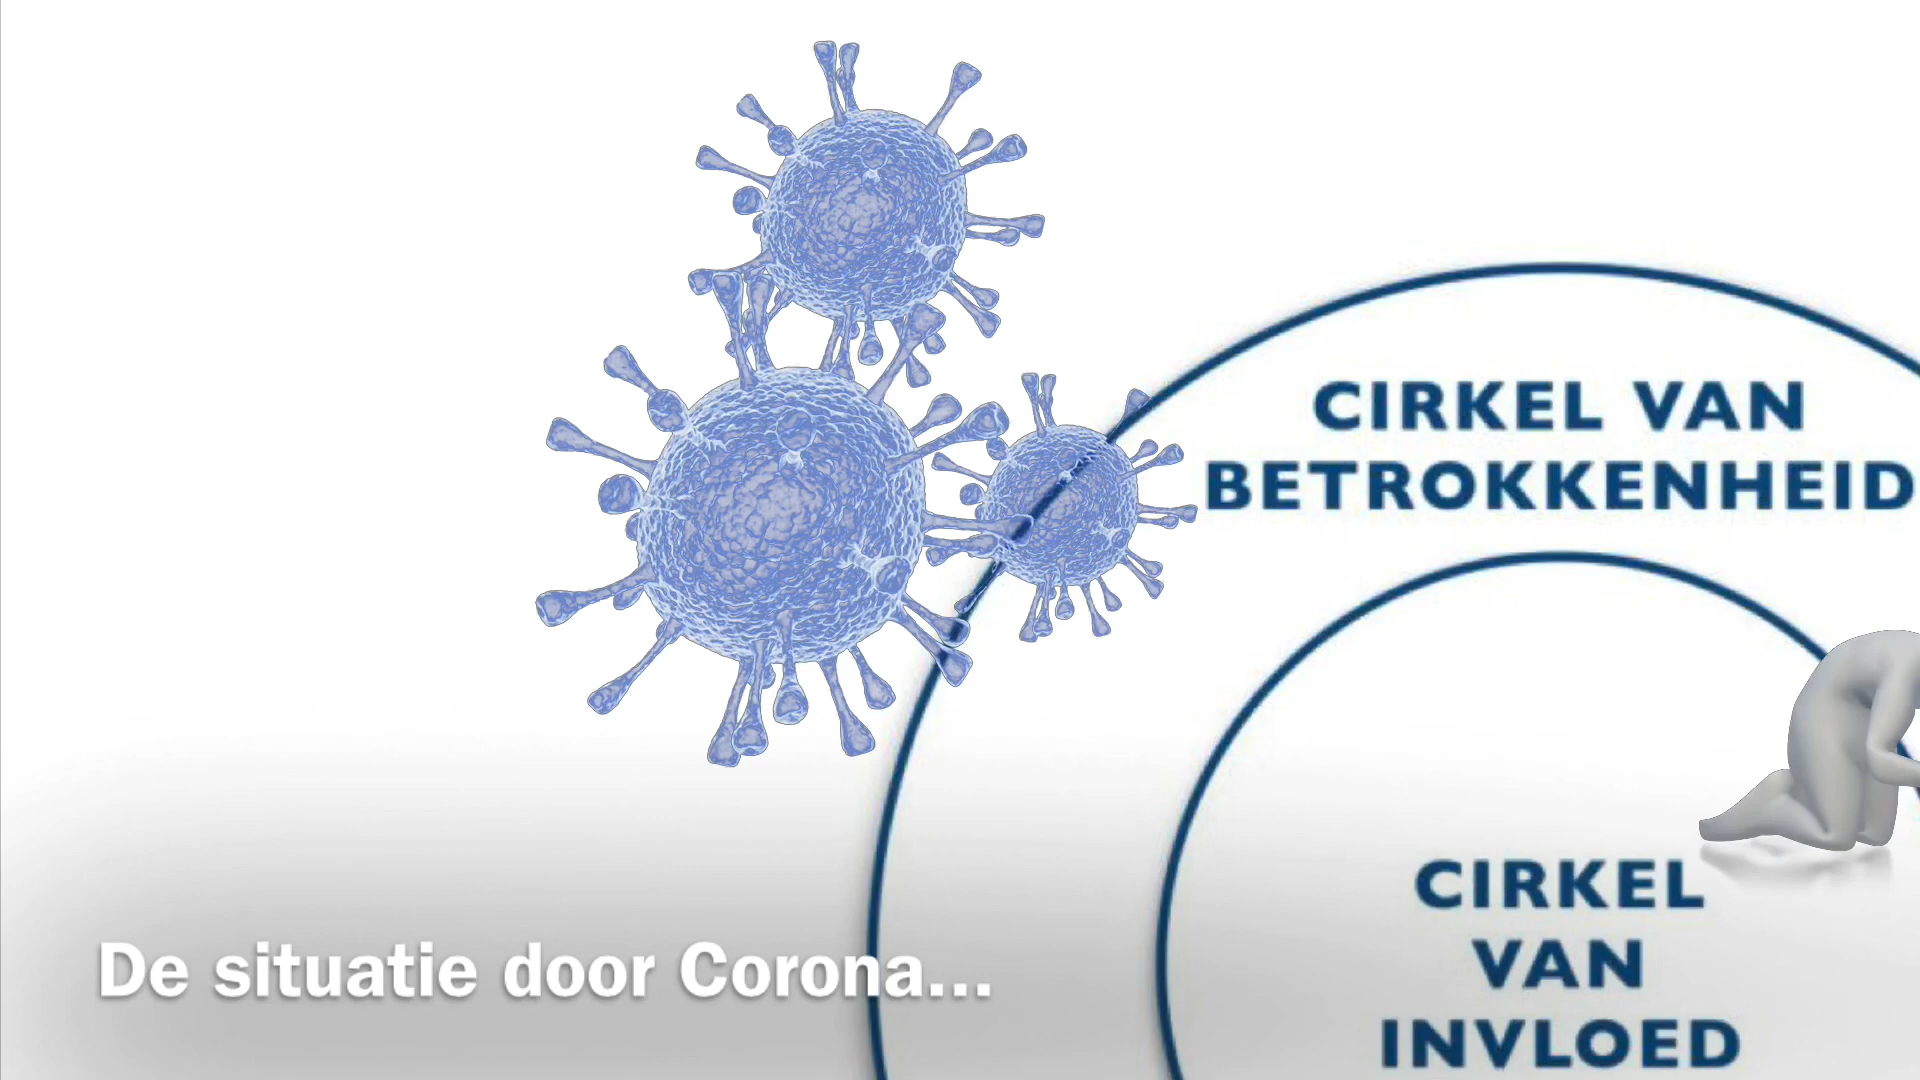 CIRKEL VAN
BETROKKENHEID
CIRKEL
VAN
INVLOED
De situatie door Corona...